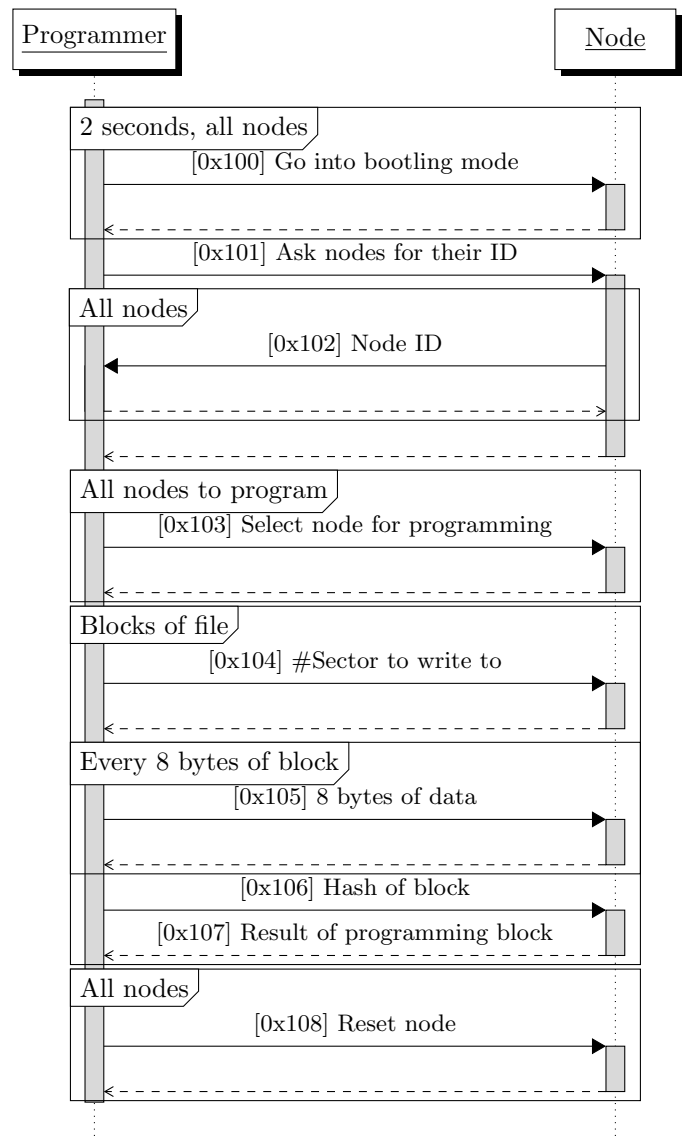 Programmer
Node
2 seconds, all nodes
[0x100] Go into bootling mode
[0x101] Ask nodes for their ID
All nodes
[0x102] Node ID
All nodes to program
[0x103] Select node for programming
Blocks of file
[0x104] #Sector to write to
Every 8 bytes of block
[0x105] 8 bytes of data
[0x106] Hash of block
[0x107] Result of programming block
All nodes
[0x108] Reset node